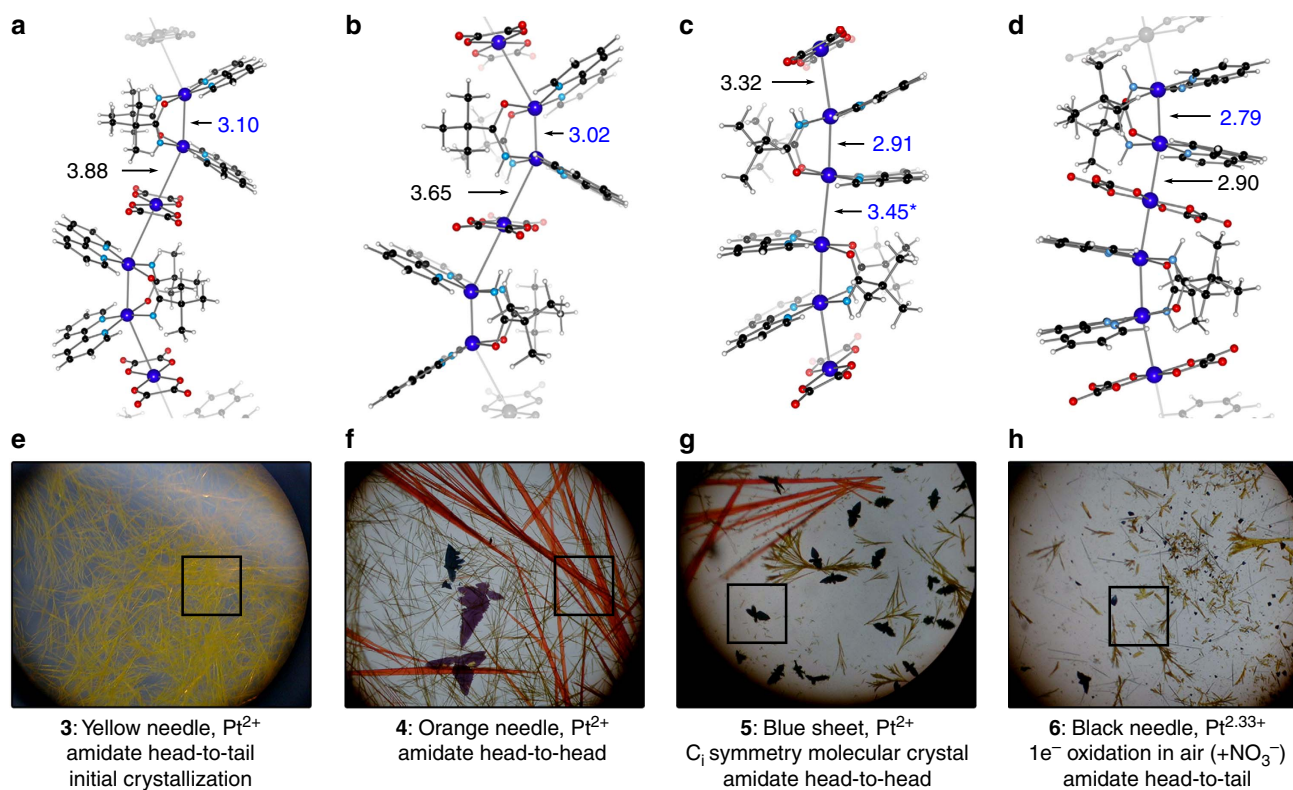 a
b
c
d
3.10
3.88
3.02
3.65
3.32
2.91
3.45*
2.79
2.90
e
f
g
h
3: Yellow needle, Pt²⁺
amidate head-to-tail
initial crystallization
4: Orange needle, Pt²⁺
amidate head-to-head
5: Blue sheet, Pt²⁺
Cᵢ symmetry molecular crystal
amidate head-to-head
6: Black needle, Pt²·³³⁺
1e⁻ oxidation in air (+NO₃⁻)
amidate head-to-tail